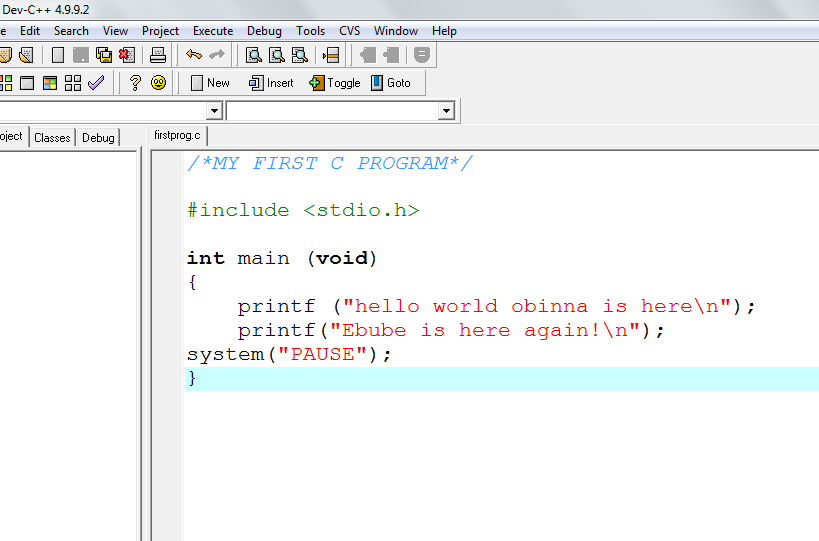 Dev-C++ 4.9.9.2
e Edit Search View Project Execute Debug Tools CVS Window Help
New Insert Toggle Goto
oject Classes Debug firstprog.c
/*MY FIRST C PROGRAM*/
#include <stdio.h>
int main (void)
{
    printf ("hello world obinna is here\n");
    printf("Ebube is here again!\n");
system("PAUSE");
}